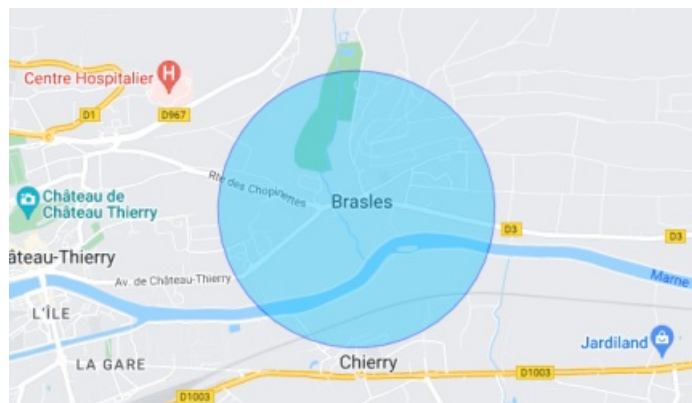 Centre Hospitalier
H
D1
D967
Rte des Chopinettes
Château de
Château Thierry
Brasles
D3
D3
âteau-Thierry
Av. de Château-Thierry
Marne
L'ÎLE
Jardiland
LA GARE
Chierry
D1003
D1003